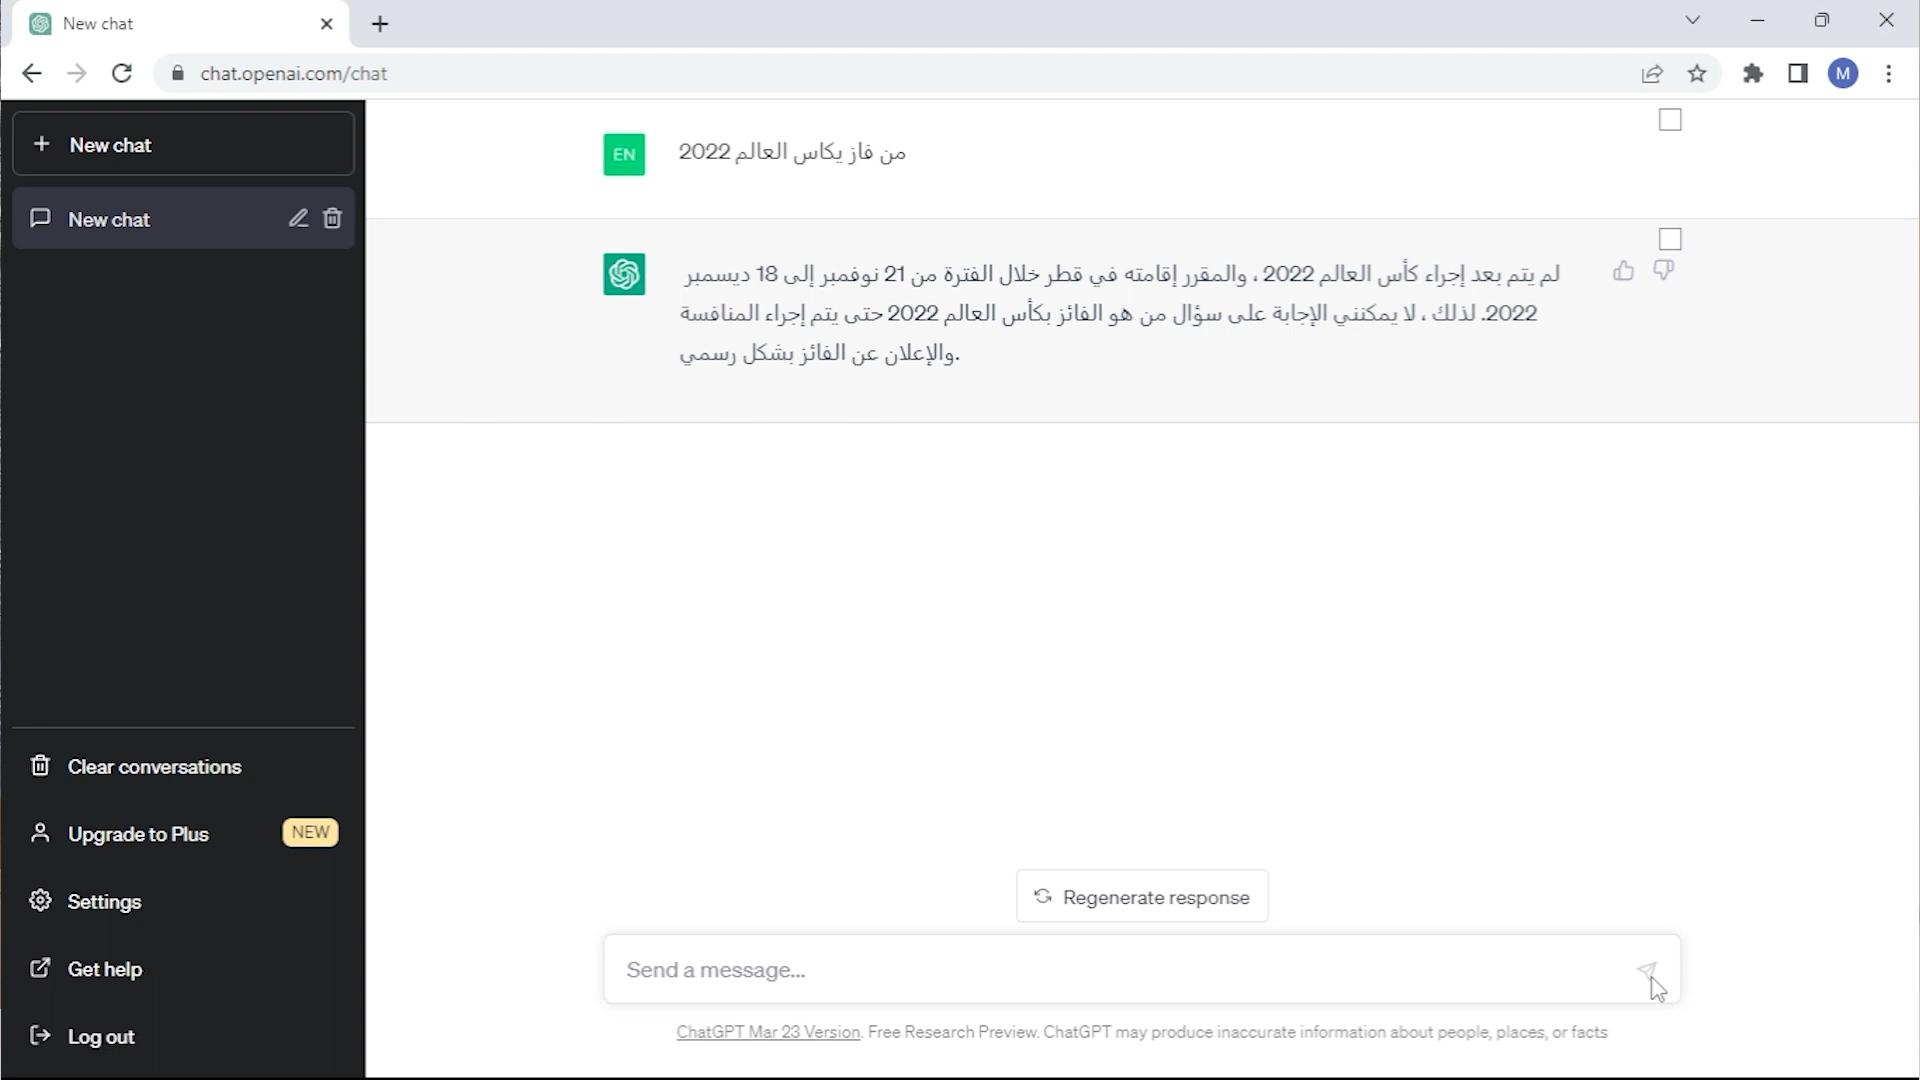 New chat
chat.openai.com/chat
M
New chat
New chat
Clear conversations
Upgrade to Plus
NEW
Settings
Get help
Log out
EN
من فاز يكاس العالم 2022
لم يتم بعد إجراء كأس العالم 2022 ، والمقرر إقامته في قطر خلال الفترة من 21 نوفمبر إلى 18 ديسمبر
2022. لذلك ، لا يمكنني الإجابة على سؤال من هو الفائز بكأس العالم 2022 حتى يتم إجراء المنافسة
والإعلان عن الفائز بشكل رسمي.
Regenerate response
Send a message...
ChatGPT Mar 23 Version. Free Research Preview. ChatGPT may produce inaccurate information about people, places, or facts